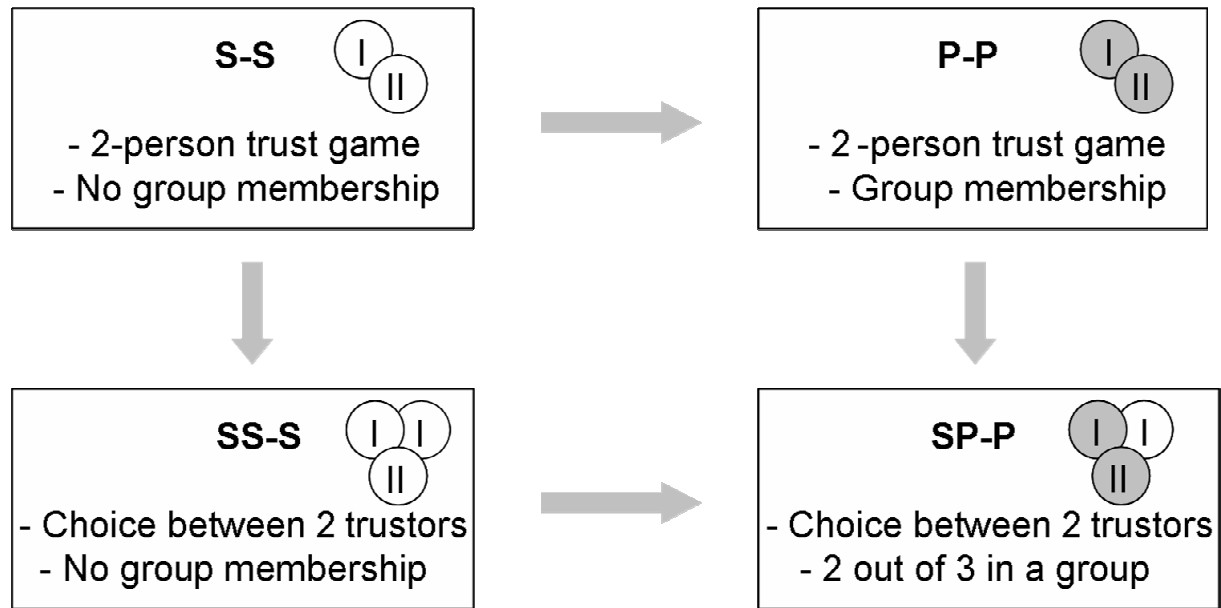 S-S
I
II
- 2-person trust game
- No group membership
P-P
I
II
- 2-person trust game
- Group membership
SS-S
I I
II
- Choice between 2 trustors
- No group membership
SP-P
I I
II
- Choice between 2 trustors
- 2 out of 3 in a group